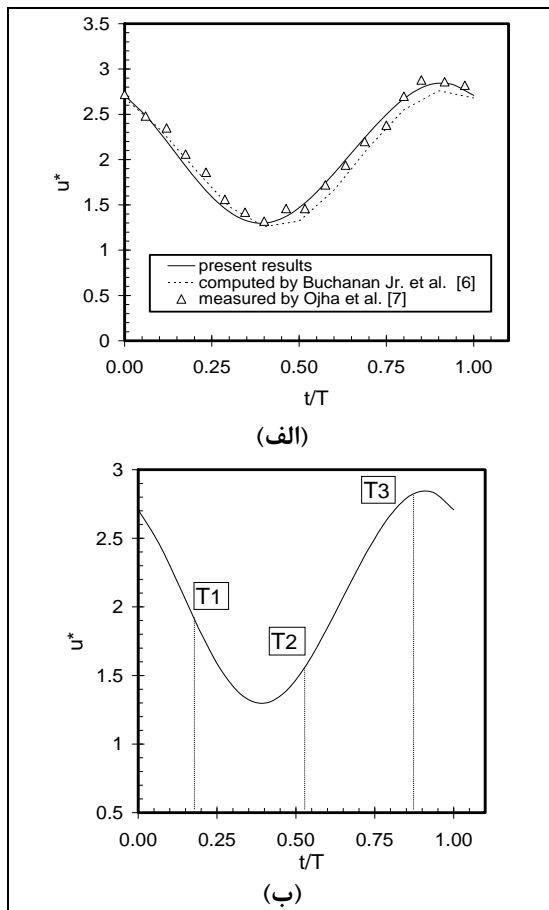 3.5
3
2.5
2
1.5
1
0.5
0
u*
present results
computed by Buchanan Jr. et al. [6]
measured by Ojha et al. [7]
0.00 0.25 0.50 0.75 1.00
t/T
(الف)
3
2.5
2
1.5
1
0.5
u*
T1
T2
T3
0.00 0.25 0.50 0.75 1.00
t/T
(ب)